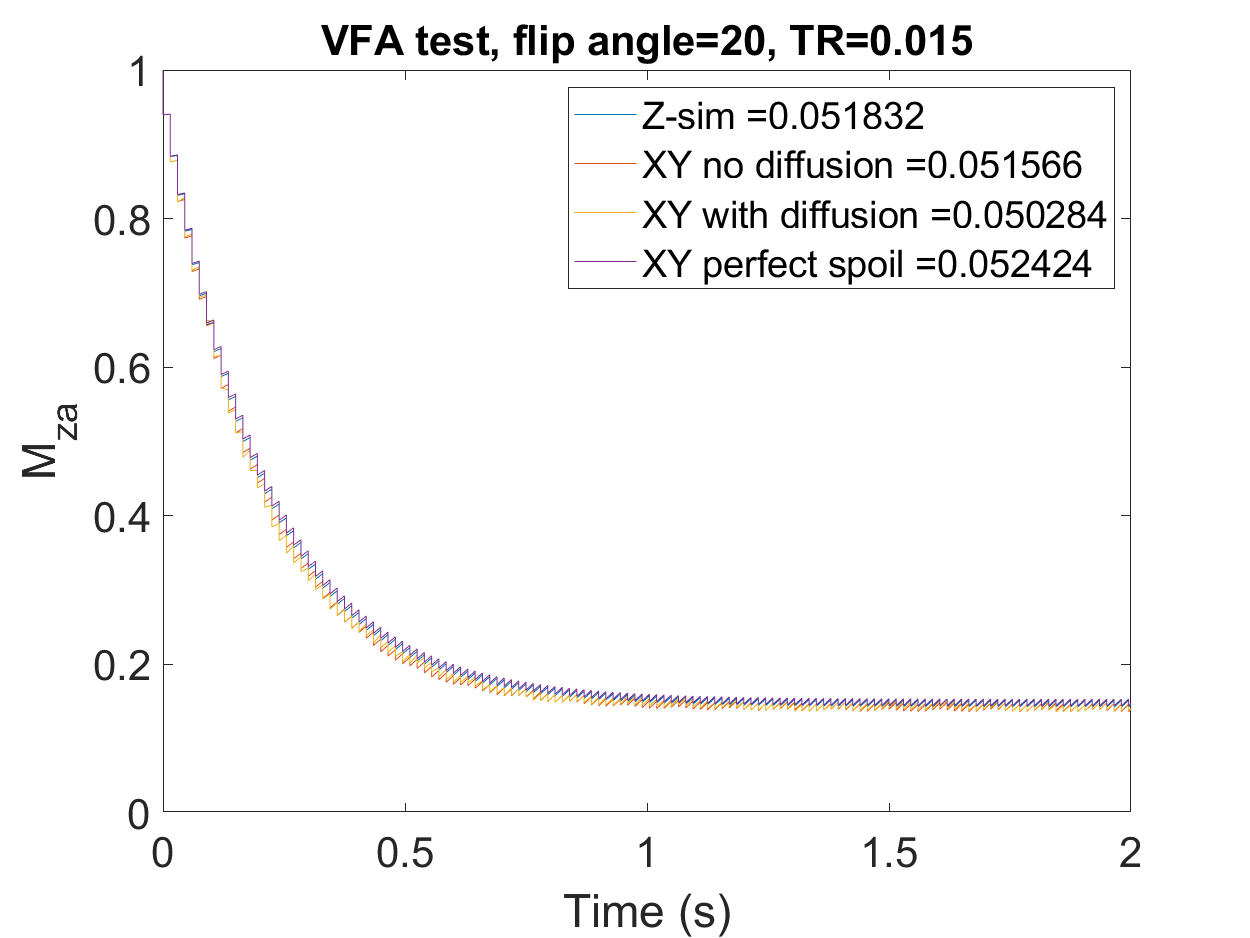 VFA test, flip angle=20, TR=0.015
Z-sim =0.051832
XY no diffusion =0.051566
XY with diffusion =0.050284
XY perfect spoil =0.052424
1
0.8
0.6
0.4
0.2
0
M_za
0 0.5 1 1.5 2
Time (s)